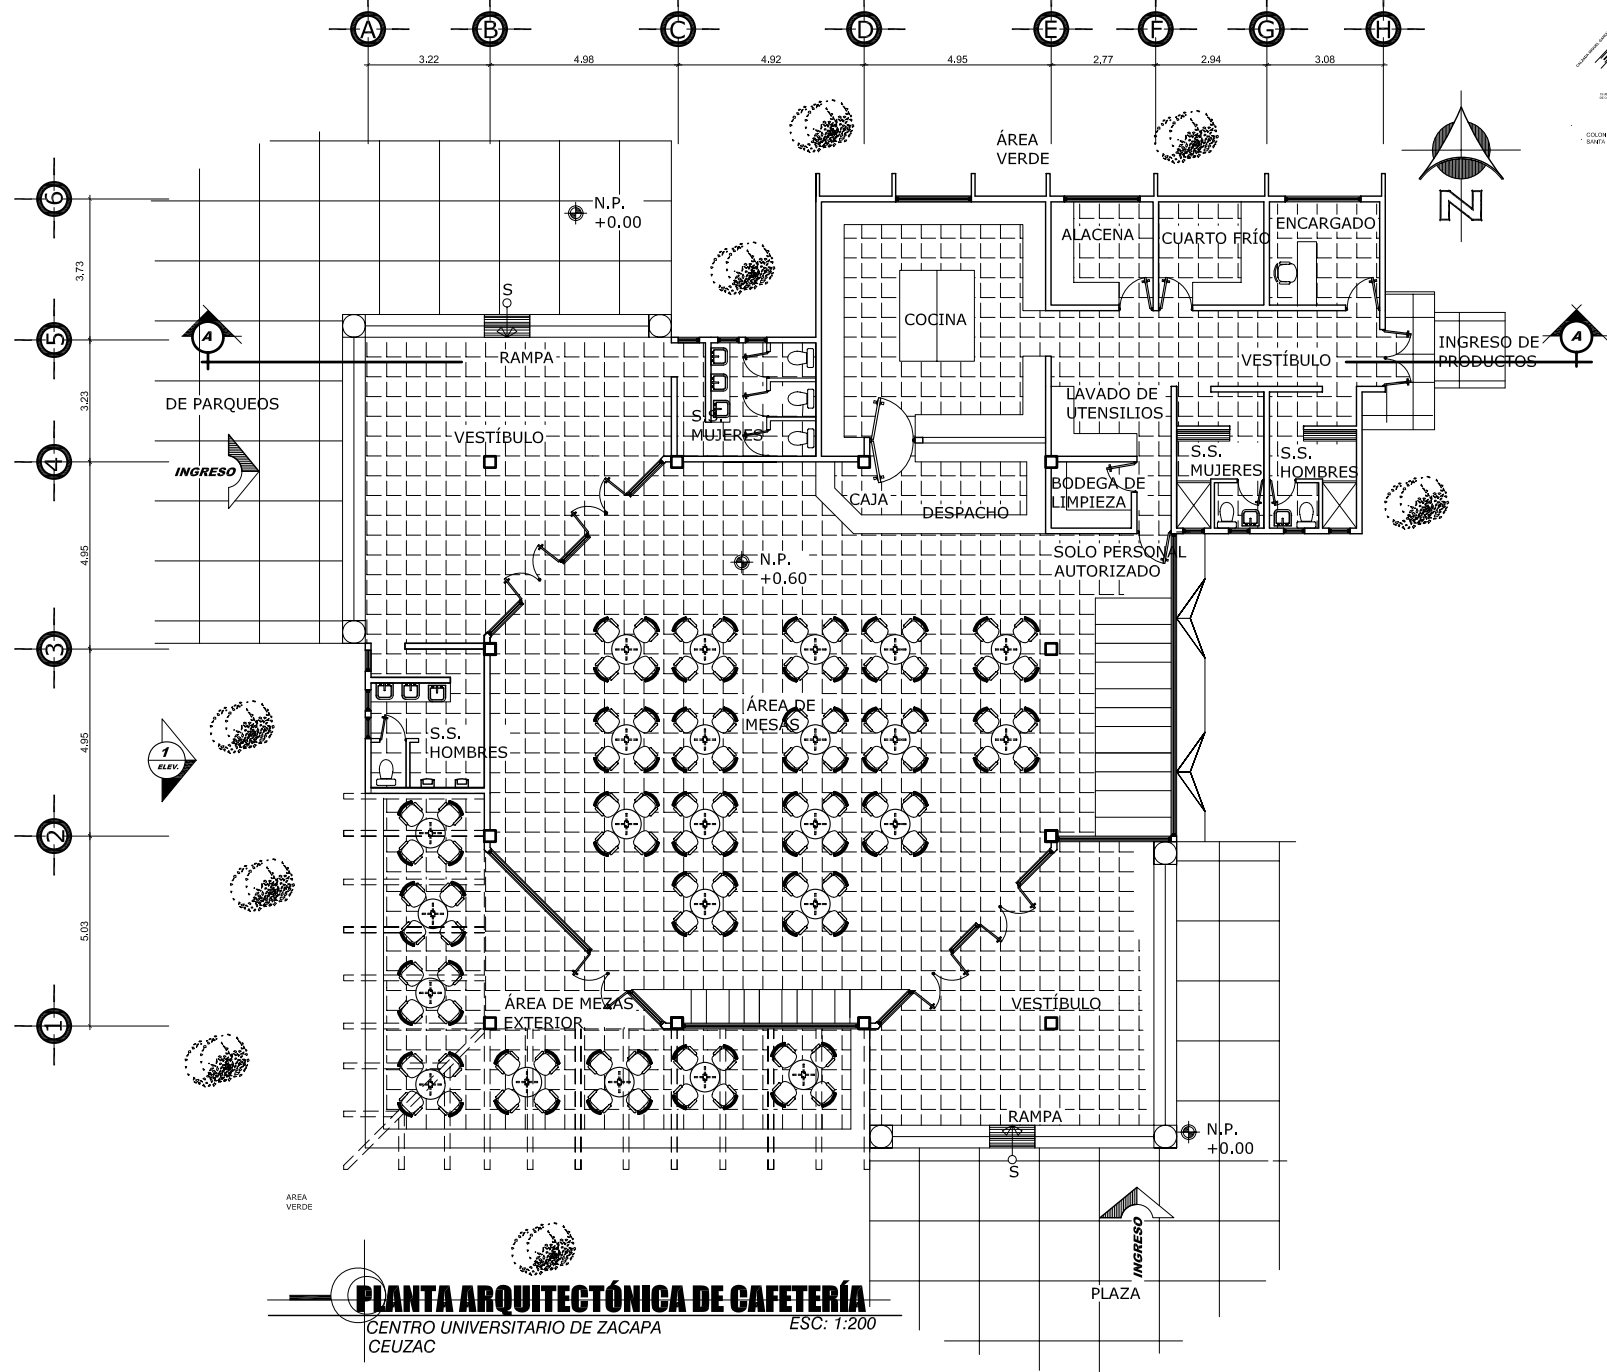 A B C D E F G H
3.22 4.98 4.92 4.95 2,77 2.94 3.08
COLON
SANTA
ÁREA
VERDE
6
N.P.
+0.00
N
ALACENA
CUARTO FRÍO
ENCARGADO
3.73
S
5
A
COCINA
A
RAMPA
VESTÍBULO
INGRESO DE
PRODUCTOS
3.23
DE PARQUEOS
LAVADO DE
UTENSILIOS
S.S.
MUJERES
VESTÍBULO
4
INGRESO
S.S.
MUJERES
S.S.
HOMBRES
CAJA
DESPACHO
BODEGA DE
LIMPIEZA
4.95
N.P.
+0.60
SOLO PERSONAL
AUTORIZADO
3
ÁREA DE
MESAS
4.95
1
ELEV.
S.S.
HOMBRES
2
5.03
ÁREA DE MEZAS
EXTERIOR
VESTÍBULO
1
RAMPA
N.P.
+0.00
S
AREA
VERDE
INGRESO
PLAZA
PLANTA ARQUITECTÓNICA DE CAFETERÍA
CENTRO UNIVERSITARIO DE ZACAPA
CEUZAC
ESC: 1:200